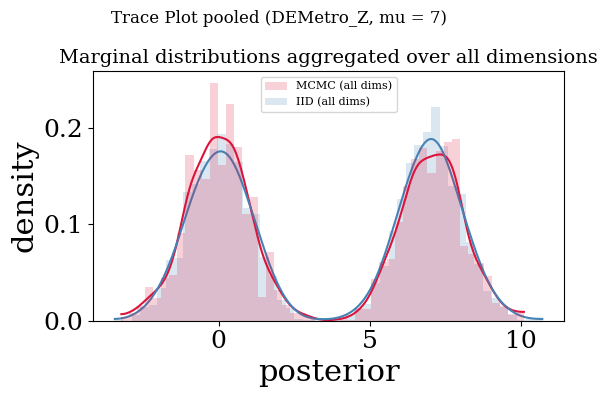 Trace Plot pooled (DEMetro_Z, mu = 7)
Marginal distributions aggregated over all dimensions
MCMC (all dims)
IID (all dims)
density
0.2
0.1
0.0
0
5
10
posterior